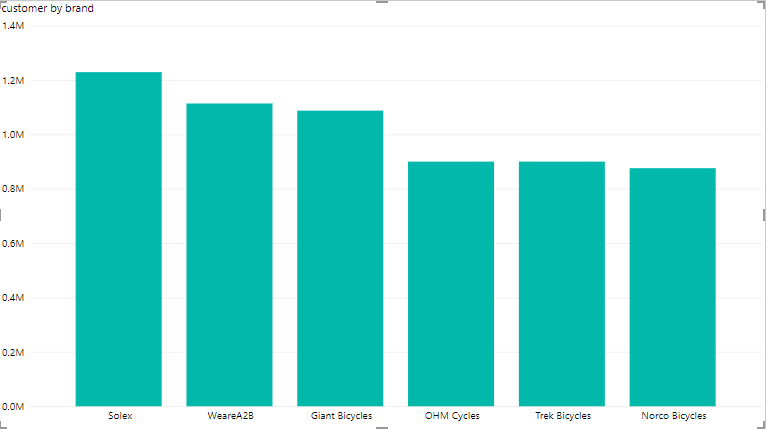 customer by brand
1.4M
1.2M
1.0M
0.8M
0.6M
0.4M
0.2M
0.0M
Solex WeareA2B Giant Bicycles OHM Cycles Trek Bicycles Norco Bicycles